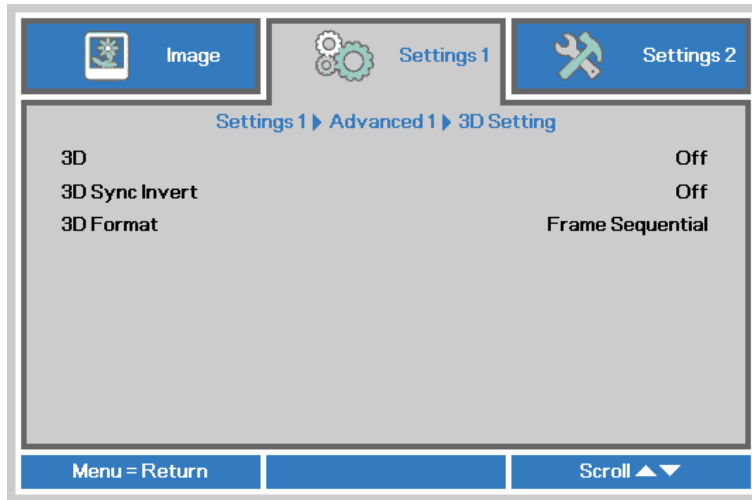 Image
Settings 1
Settings 2
Settings 1 ▶ Advanced 1 ▶ 3D Setting
3D Off
3D Sync Invert Off
3D Format Frame Sequential
Menu = Return
Scroll ▲▼